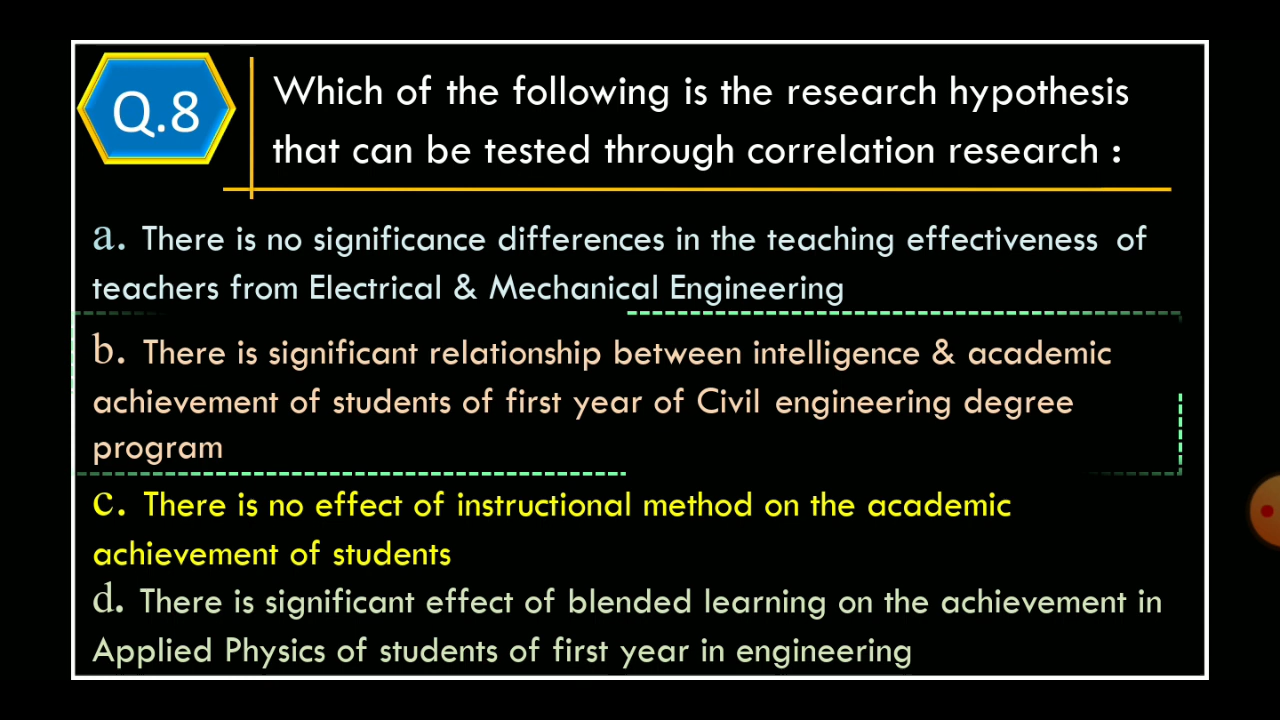 Q.8
Which of the following is the research hypothesis
that can be tested through correlation research :
a. There is no significance differences in the teaching effectiveness of
teachers from Electrical & Mechanical Engineering
b. There is significant relationship between intelligence & academic
achievement of students of first year of Civil engineering degree
program
c. There is no effect of instructional method on the academic
achievement of students
d. There is significant effect of blended learning on the achievement in
Applied Physics of students of first year in engineering